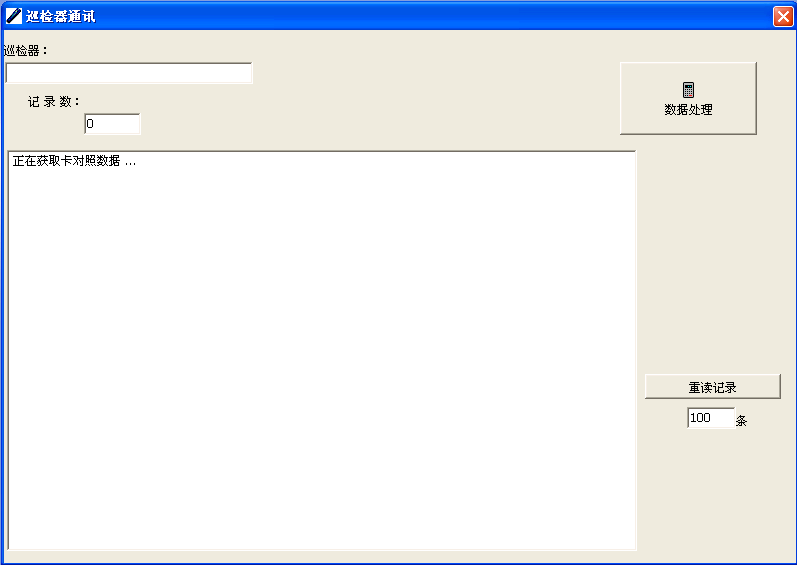 巡检器通讯
巡检器：
记 录 数：
0
数据处理
正在获取卡对照数据 ...
重读记录
100
条